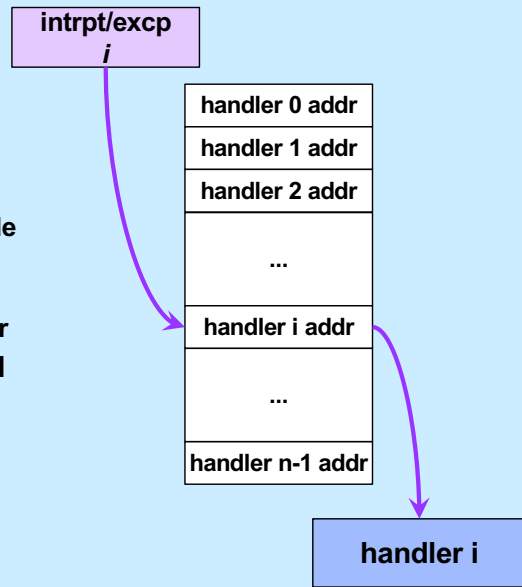 intrpt/excp
i
handler 0 addr
handler 1 addr
handler 2 addr
...
handler i addr
...
handler n-1 addr
handler i